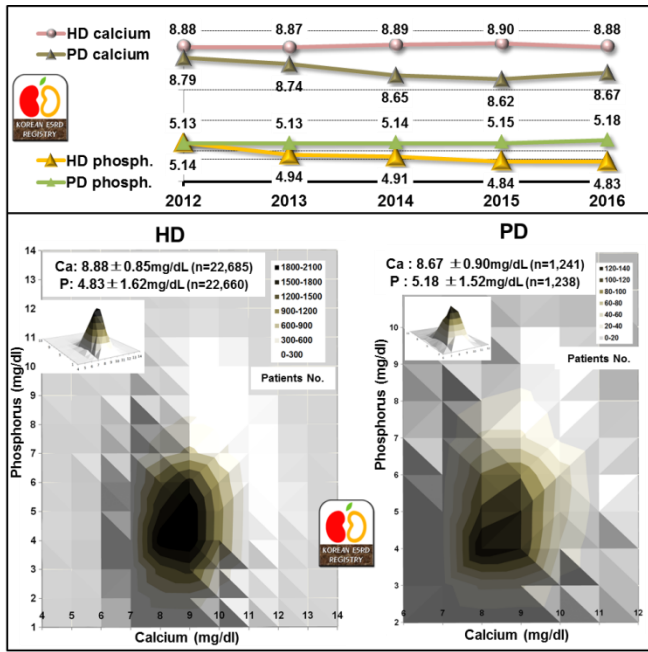 HD calcium
PD calcium
HD phosph.
PD phosph.
8.88 8.87 8.89 8.90 8.88
8.79 8.74 8.65 8.62 8.67
5.13 5.13 5.14 5.15 5.18
5.14 4.94 4.91 4.84 4.83
2012 2013 2014 2015 2016
KOREAN ESRD
REGISTRY
HD
Ca: 8.88 ±0.85mg/dL (n=22,685)
P: 4.83±1.62mg/dL (n=22,660)
1800-2100
1500-1800
1200-1500
900-1200
600-900
300-600
0-300
Patients No.
Phosphorus (mg/dl)
14
13
12
11
10
9
8
7
6
5
4
3
2
1
4 5 6 7 8 9 10 11 12 13 14
Calcium (mg/dl)
KOREAN ESRD
REGISTRY
PD
Ca : 8.67 ±0.90mg/dL (n=1,241)
P : 5.18 ±1.52mg/dL (n=1,238)
120-140
100-120
80-100
60-80
40-60
20-40
0-20
Patients No.
Phosphorus (mg/dl)
10
9
8
7
6
5
4
3
2
6 7 8 9 10 11 12
Calcium (mg/dl)